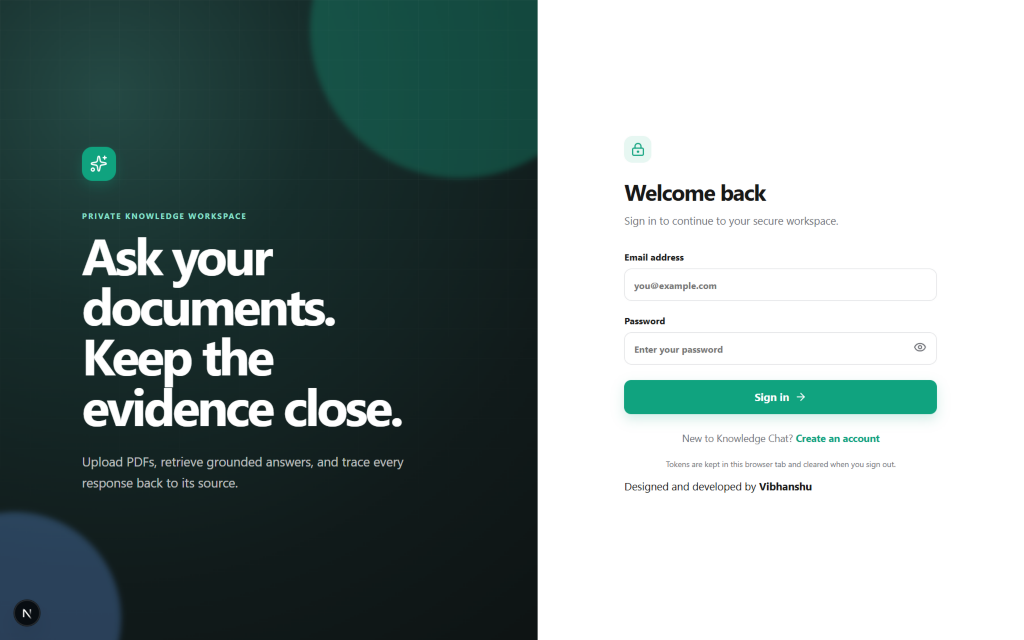 PRIVATE KNOWLEDGE WORKSPACE
Ask your
documents.
Keep the
evidence close.
Upload PDFs, retrieve grounded answers, and trace every
response back to its source.
N
Welcome back
Sign in to continue to your secure workspace.
Email address
you@example.com
Password
Enter your password
Sign in →
New to Knowledge Chat? Create an account
Tokens are kept in this browser tab and cleared when you sign out.
Designed and developed by Vibhanshu